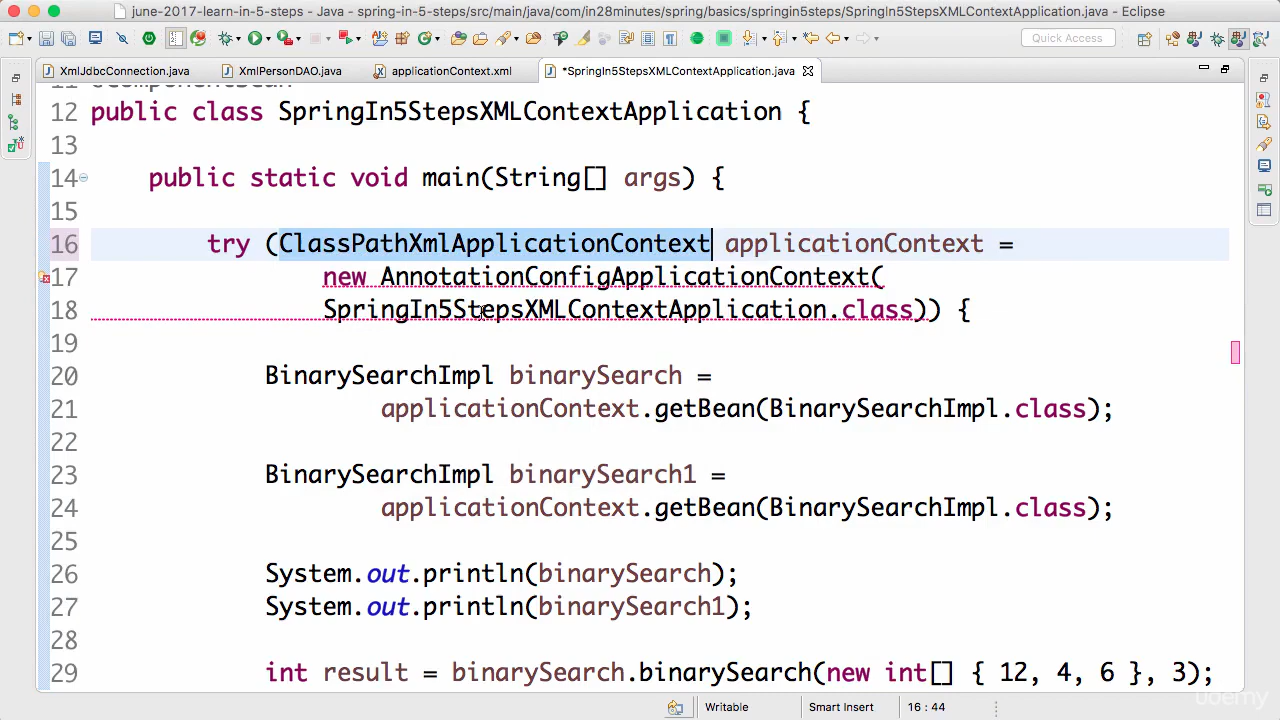 june-2017-learn-in-5-steps - Java - spring-in-5-steps/src/main/java/com/in28minutes/spring/basics/springin5steps/SpringIn5StepsXMLContextApplication.java - Eclipse
Quick Access
XmlJdbcConnection.java XmlPersonDAO.java applicationContext.xml *SpringIn5StepsXMLContextApplication.java
11 @ComponentScan
12 public class SpringIn5StepsXMLContextApplication {
13
14 public static void main(String[] args) {
15
16 try (ClassPathXmlApplicationContext applicationContext =
17 new AnnotationConfigApplicationContext(
18 SpringIn5StepsXMLContextApplication.class)) {
19
20 BinarySearchImpl binarySearch =
21 applicationContext.getBean(BinarySearchImpl.class);
22
23 BinarySearchImpl binarySearch1 =
24 applicationContext.getBean(BinarySearchImpl.class);
25
26 System.out.println(binarySearch);
27 System.out.println(binarySearch1);
28
29 int result = binarySearch.binarySearch(new int[] { 12, 4, 6 }, 3);
Writable Smart Insert 16 : 44
udemy